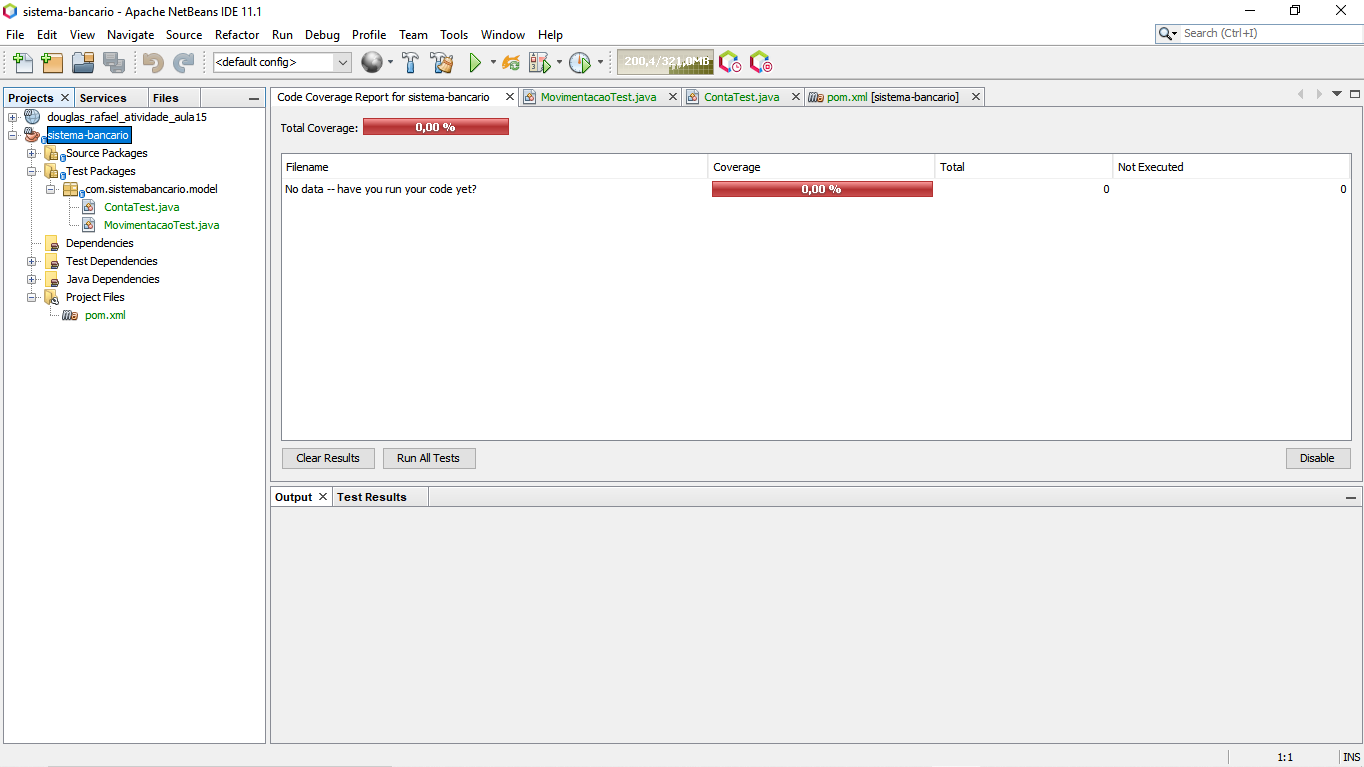 sistema-bancario - Apache NetBeans IDE 11.1
File Edit View Navigate Source Refactor Run Debug Profile Team Tools Window Help
Search (Ctrl+I)
<default config>
200,4/321,0MB
Projects Services Files
douglas_rafael_atividade_aula15
sistema-bancario
Source Packages
Test Packages
com.sistemabancario.model
ContaTest.java
MovimentacaoTest.java
Dependencies
Test Dependencies
Java Dependencies
Project Files
pom.xml
Code Coverage Report for sistema-bancario MovimentacaoTest.java ContaTest.java pom.xml [sistema-bancario]
Total Coverage: 0,00 %
Filename Coverage Total Not Executed
No data -- have you run your code yet? 0,00 % 0 0
Clear Results Run All Tests Disable
Output Test Results
1:1 INS